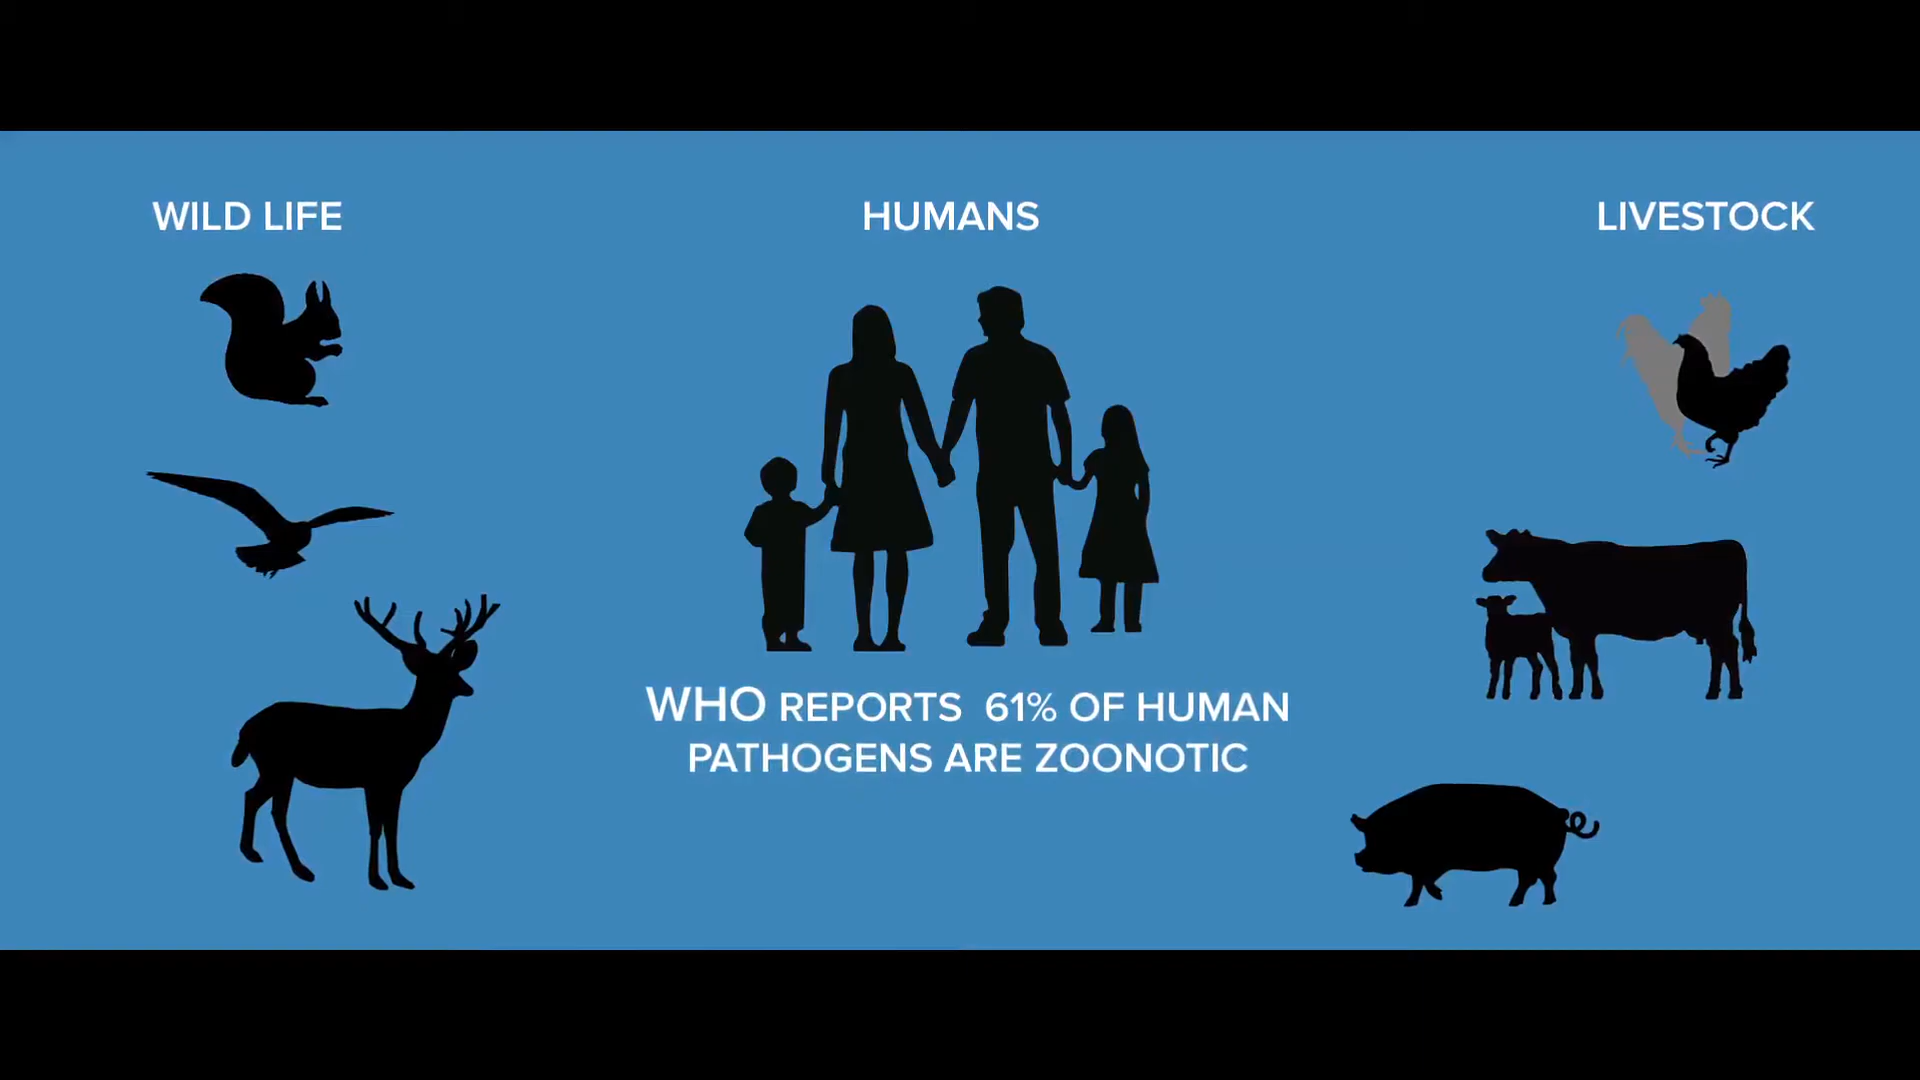 WILD LIFE
HUMANS
LIVESTOCK
WHO REPORTS 61% OF HUMAN
PATHOGENS ARE ZOONOTIC